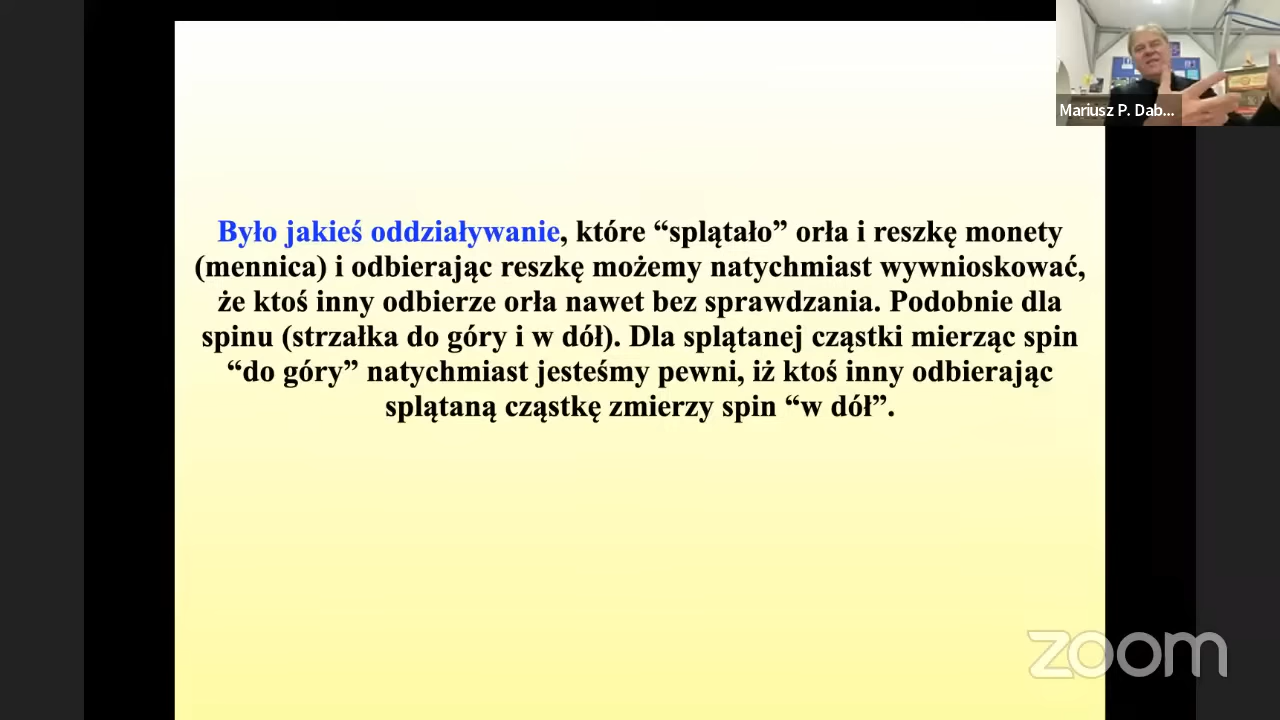 Mariusz P. Dab...
Było jakieś oddziaływanie, które “splątało” orła i reszkę monety
(mennica) i odbierając reszkę możemy natychmiast wywnioskować,
że ktoś inny odbierze orła nawet bez sprawdzania. Podobnie dla
spinu (strzałka do góry i w dół). Dla splątanej cząstki mierząc spin
“do góry” natychmiast jesteśmy pewni, iż ktoś inny odbierając
splątaną cząstkę zmierzy spin “w dół”.
zoom